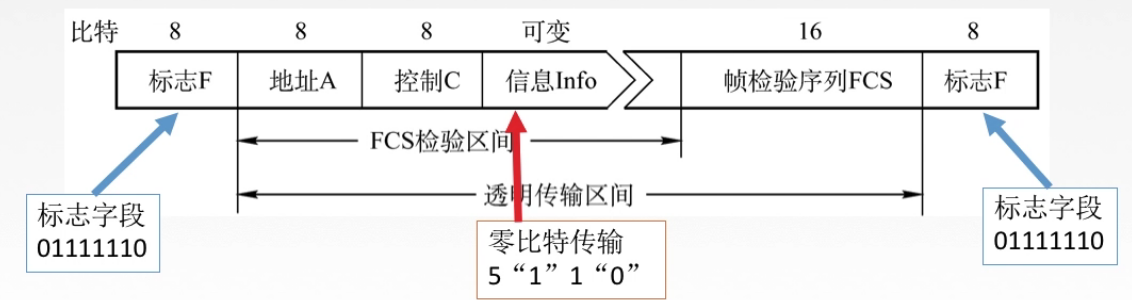 比特 8 8 8 可变 16 8
标志F 地址A 控制C 信息Info 帧检验序列FCS 标志F
FCS检验区间
透明传输区间
标志字段
01111110
零比特传输
5“1”1“0”
标志字段
01111110